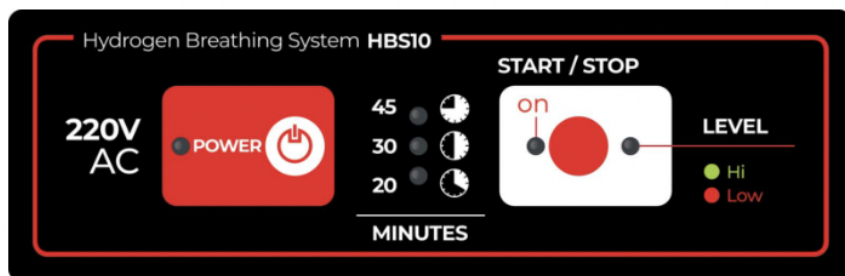 Hydrogen Breathing System HBS10
220V
AC
POWER
45
30
20
MINUTES
START / STOP
on
LEVEL
Hi
Low